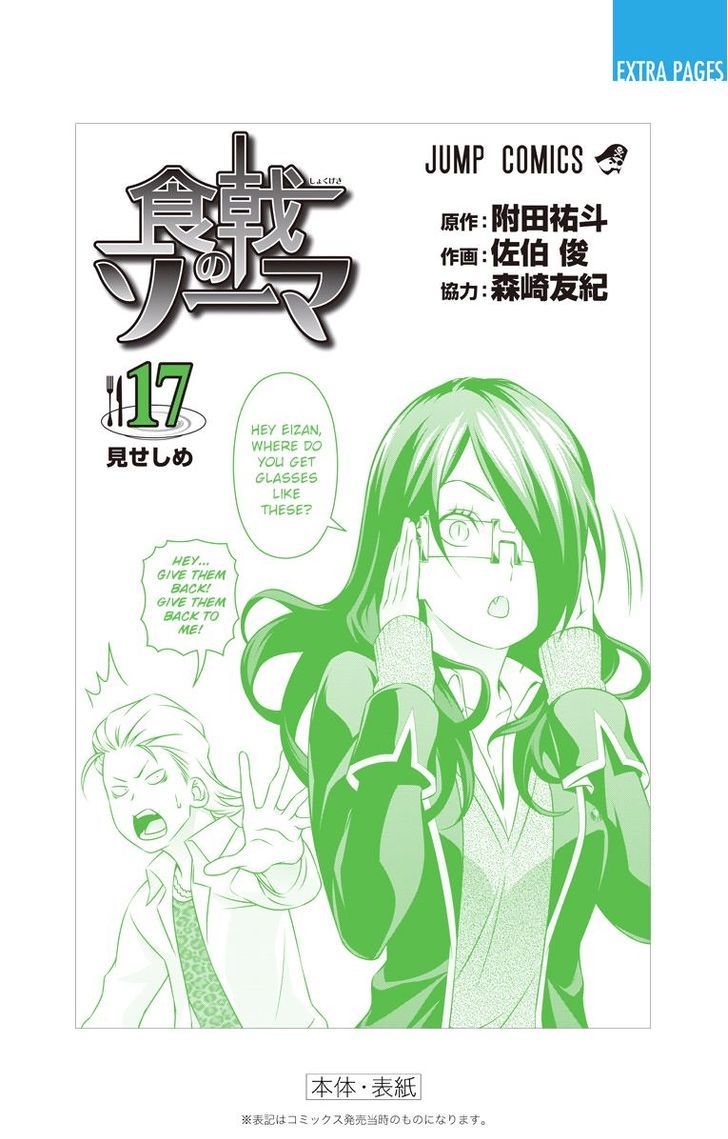 EXTRA PAGES
JUMP COMICS
しょくげき
食戟の
ソーマ
原作:附田祐斗
作画:佐伯 俊
協力:森崎友紀
17
見せしめ
HEY EIZAN,
WHERE DO
YOU GET
GLASSES
LIKE
THESE?
HEY...
GIVE THEM
BACK!
GIVE THEM
BACK TO
ME!
本体・表紙
※表記はコミックス発売当時のものになります。